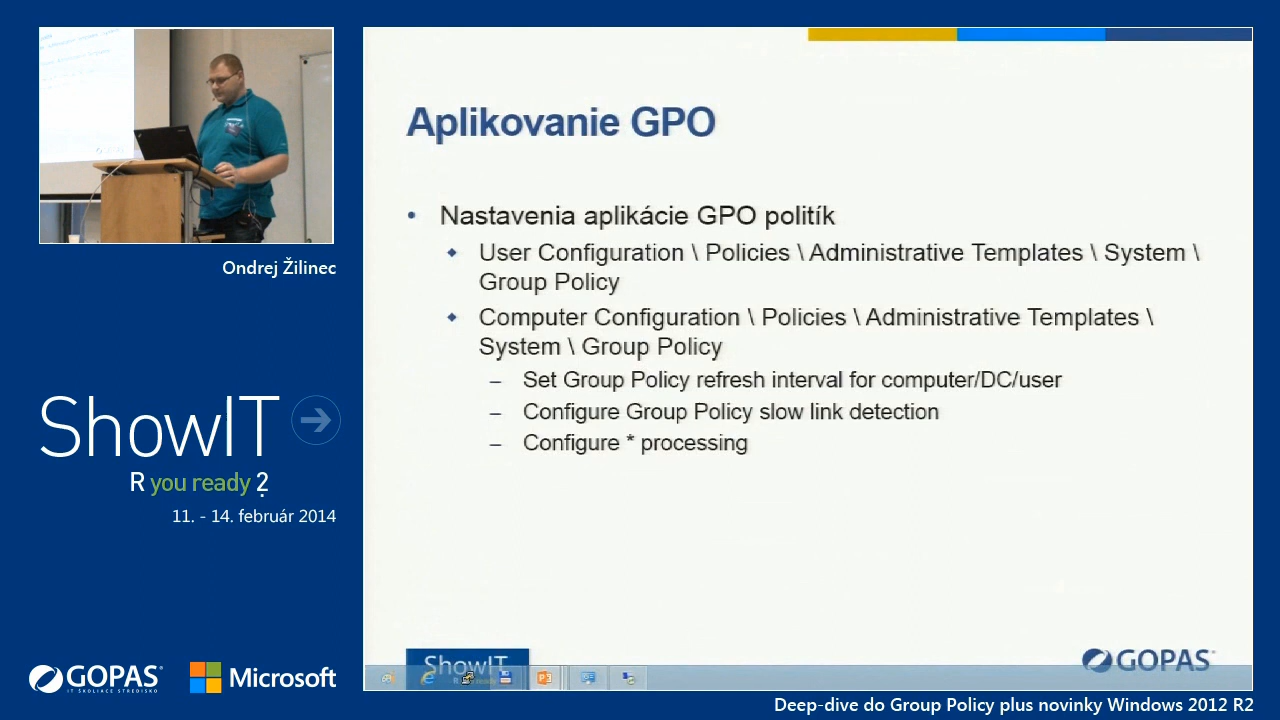 Aplikovanie GPO
• Nastavenia aplikácie GPO politík
User Configuration \ Policies \ Administrative Templates \ System \
Group Policy
Computer Configuration \ Policies \ Administrative Templates \
System \ Group Policy
– Set Group Policy refresh interval for computer/DC/user
– Configure Group Policy slow link detection
– Configure * processing
Ondrej Žilinec
ShowIT
R you ready 2
11. - 14. február 2014
GOPAS
IT ŠKOLIACE STREDISKO
Microsoft
ShowIT
GOPAS
Deep-dive do Group Policy plus novinky Windows 2012 R2